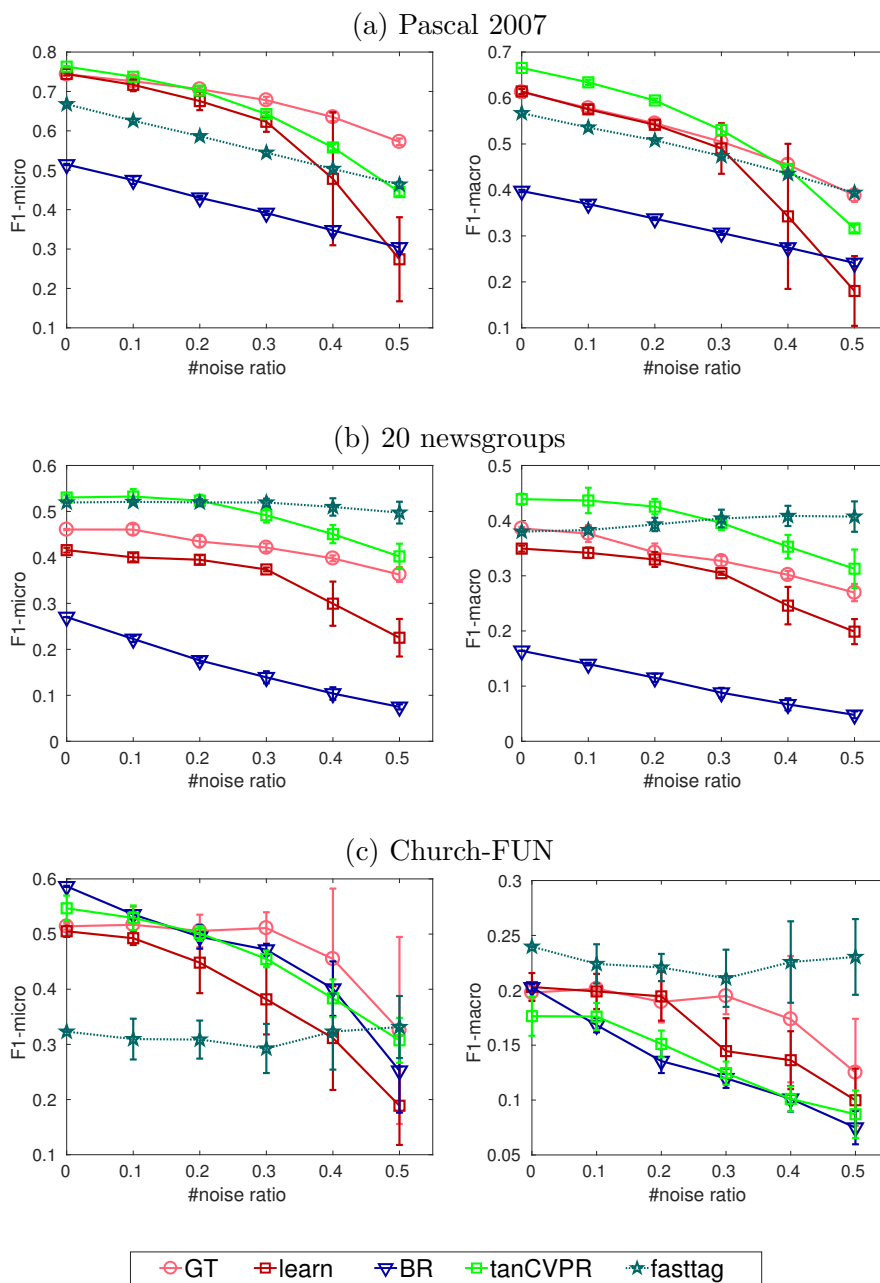 (a) Pascal 2007
0.8
0.7
0.6
0.5
0.4
0.3
0.2
0.1
F1-micro
0 0.1 0.2 0.3 0.4 0.5
#noise ratio
0.7
0.6
0.5
0.4
0.3
0.2
0.1
F1-macro
0 0.1 0.2 0.3 0.4 0.5
#noise ratio
(b) 20 newsgroups
0.6
0.5
0.4
0.3
0.2
0.1
0
F1-micro
0 0.1 0.2 0.3 0.4 0.5
#noise ratio
0.5
0.4
0.3
0.2
0.1
0
F1-macro
0 0.1 0.2 0.3 0.4 0.5
#noise ratio
(c) Church-FUN
0.6
0.5
0.4
0.3
0.2
0.1
F1-micro
0 0.1 0.2 0.3 0.4 0.5
#noise ratio
0.3
0.25
0.2
0.15
0.1
0.05
F1-macro
0 0.1 0.2 0.3 0.4 0.5
#noise ratio
GT learn BR tanCVPR fasttag